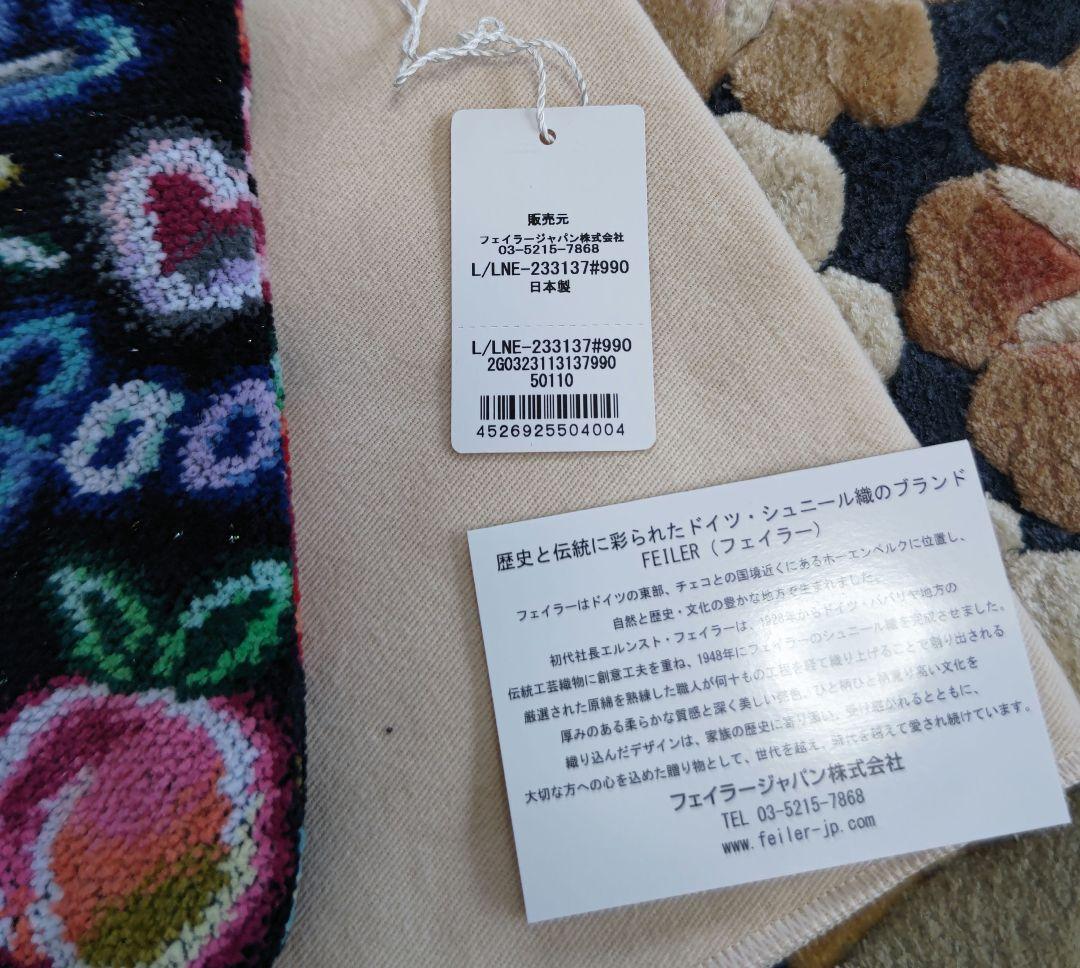 販売元
フェイラージャパン株式会社
03-5215-7868
L/LNE-233137#990
日本製
L/LNE-233137#990
2G0323113137990
50110
4526925504004
歴史と伝統に彩られたドイツ・シュニール織のブランド
FEILER（フェイラー）
フェイラーはドイツの東部、チェコとの国境近くにあるホーエンベルクに位置し、
自然と歴史・文化の豊かな地方で生まれました。
初代社長エルンスト・フェイラーは、1928年からドイツ・ババリヤ地方の
伝統工芸織物に創意工夫を重ね、1948年にフェイラーのシュニール織を完成させました。
厳選された原綿を熟練した職人が何十もの工程を経て織り上げることで創り出される
厚みのある柔らかな質感と深く美しい発色、ひと柄ひと柄薫り高い文化を
織り込んだデザインは、家族の歴史に寄り添い、受け継がれるとともに、
大切な方への心を込めた贈り物として、世代を越え、時代を越えて愛され続けています。
フェイラージャパン株式会社
TEL 03-5215-7868
www.feiler-jp.com